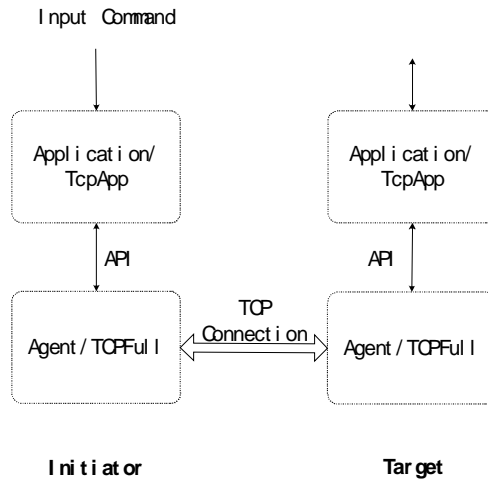 Input Command
Application/
TcpApp
Application/
TcpApp
API
API
TCP
Connection
Agent/TCPFull
Agent/TCPFull
Initiator
Target